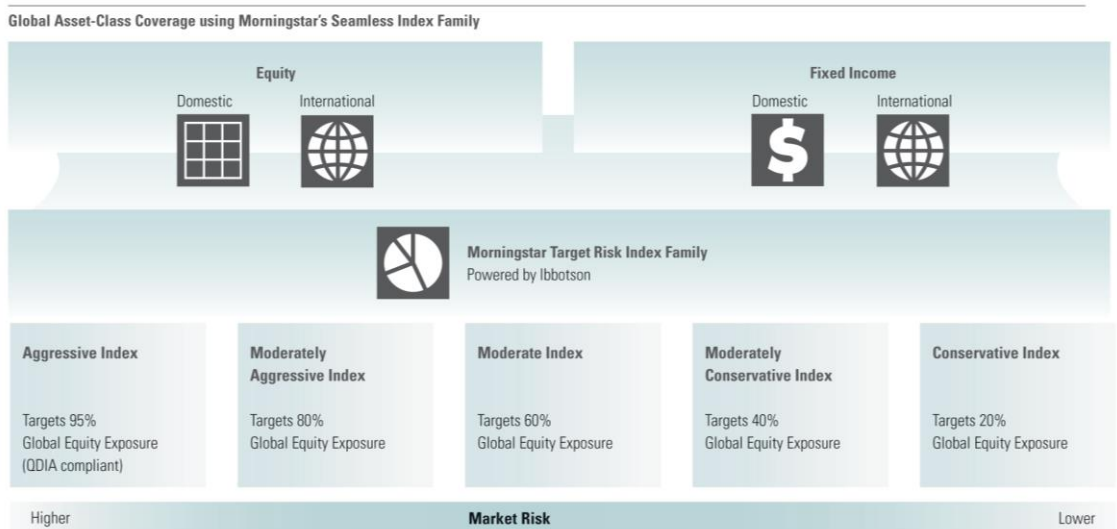 Global Asset-Class Coverage using Morningstar's Seamless Index Family
Equity
Domestic
International
Fixed Income
Domestic
International
$
Morningstar Target Risk Index Family
Powered by Ibbotson
Aggressive Index
Targets 95%
Global Equity Exposure
(QDIA compliant)
Moderately
Aggressive Index
Targets 80%
Global Equity Exposure
Moderate Index
Targets 60%
Global Equity Exposure
Moderately
Conservative Index
Targets 40%
Global Equity Exposure
Conservative Index
Targets 20%
Global Equity Exposure
Higher
Market Risk
Lower